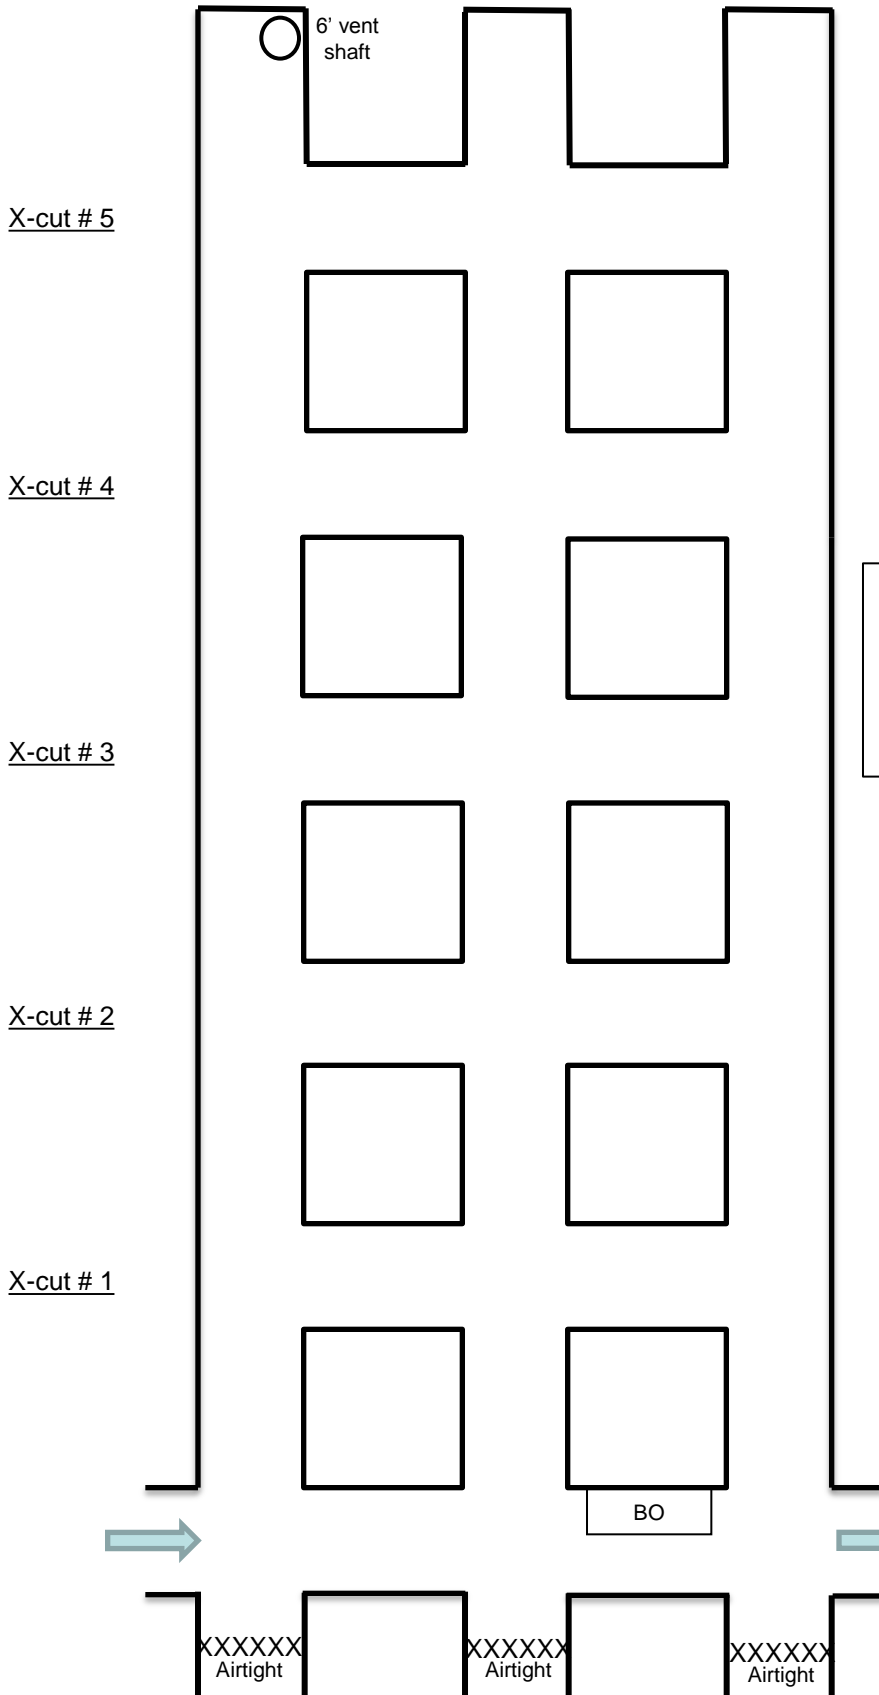 6’ vent
shaft
X-cut # 5
X-cut # 4
X-cut # 3
X-cut # 2
X-cut # 1
BO
XXXXXX
Airtight
XXXXXX
Airtight
XXXXXX
Airtight